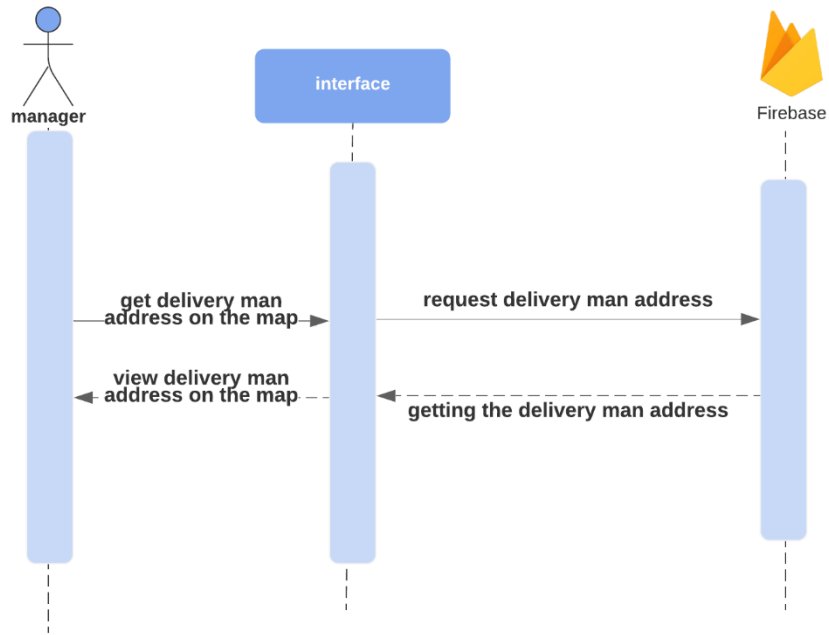 interface
manager
Firebase
get delivery man
address on the map
request delivery man address
view delivery man
address on the map
getting the delivery man address